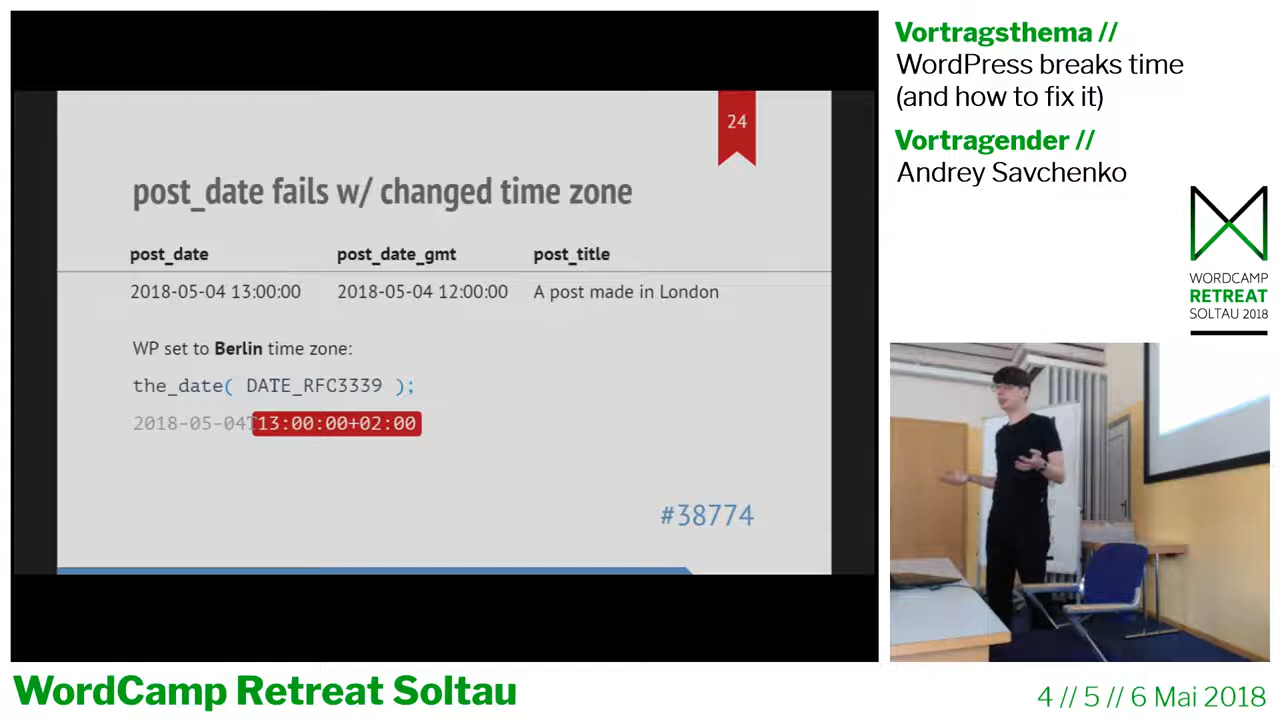 24
post_date fails w/ changed time zone
post_date post_date_gmt post_title
2018-05-04 13:00:00 2018-05-04 12:00:00 A post made in London
WP set to Berlin time zone:
the_date( DATE_RFC3339 );
2018-05-04T13:00:00+02:00
#38774
Vortragsthema //
WordPress breaks time
(and how to fix it)
Vortragender //
Andrey Savchenko
WORDCAMP
RETREAT
SOLTAU 2018
WordCamp Retreat Soltau
4 // 5 // 6 Mai 2018